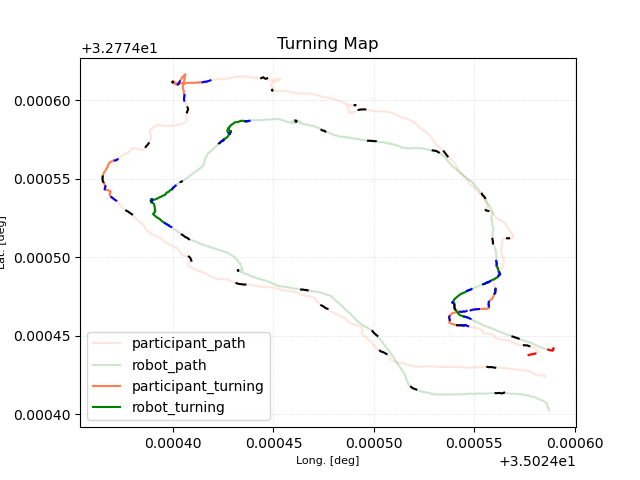 Turning Map
+3.2774e1
0.00060
0.00055
0.00050
0.00045
0.00040
Lat. [deg]
participant_path
robot_path
participant_turning
robot_turning
0.00040 0.00045 0.00050 0.00055 0.00060
Long. [deg]
+3.5024e1